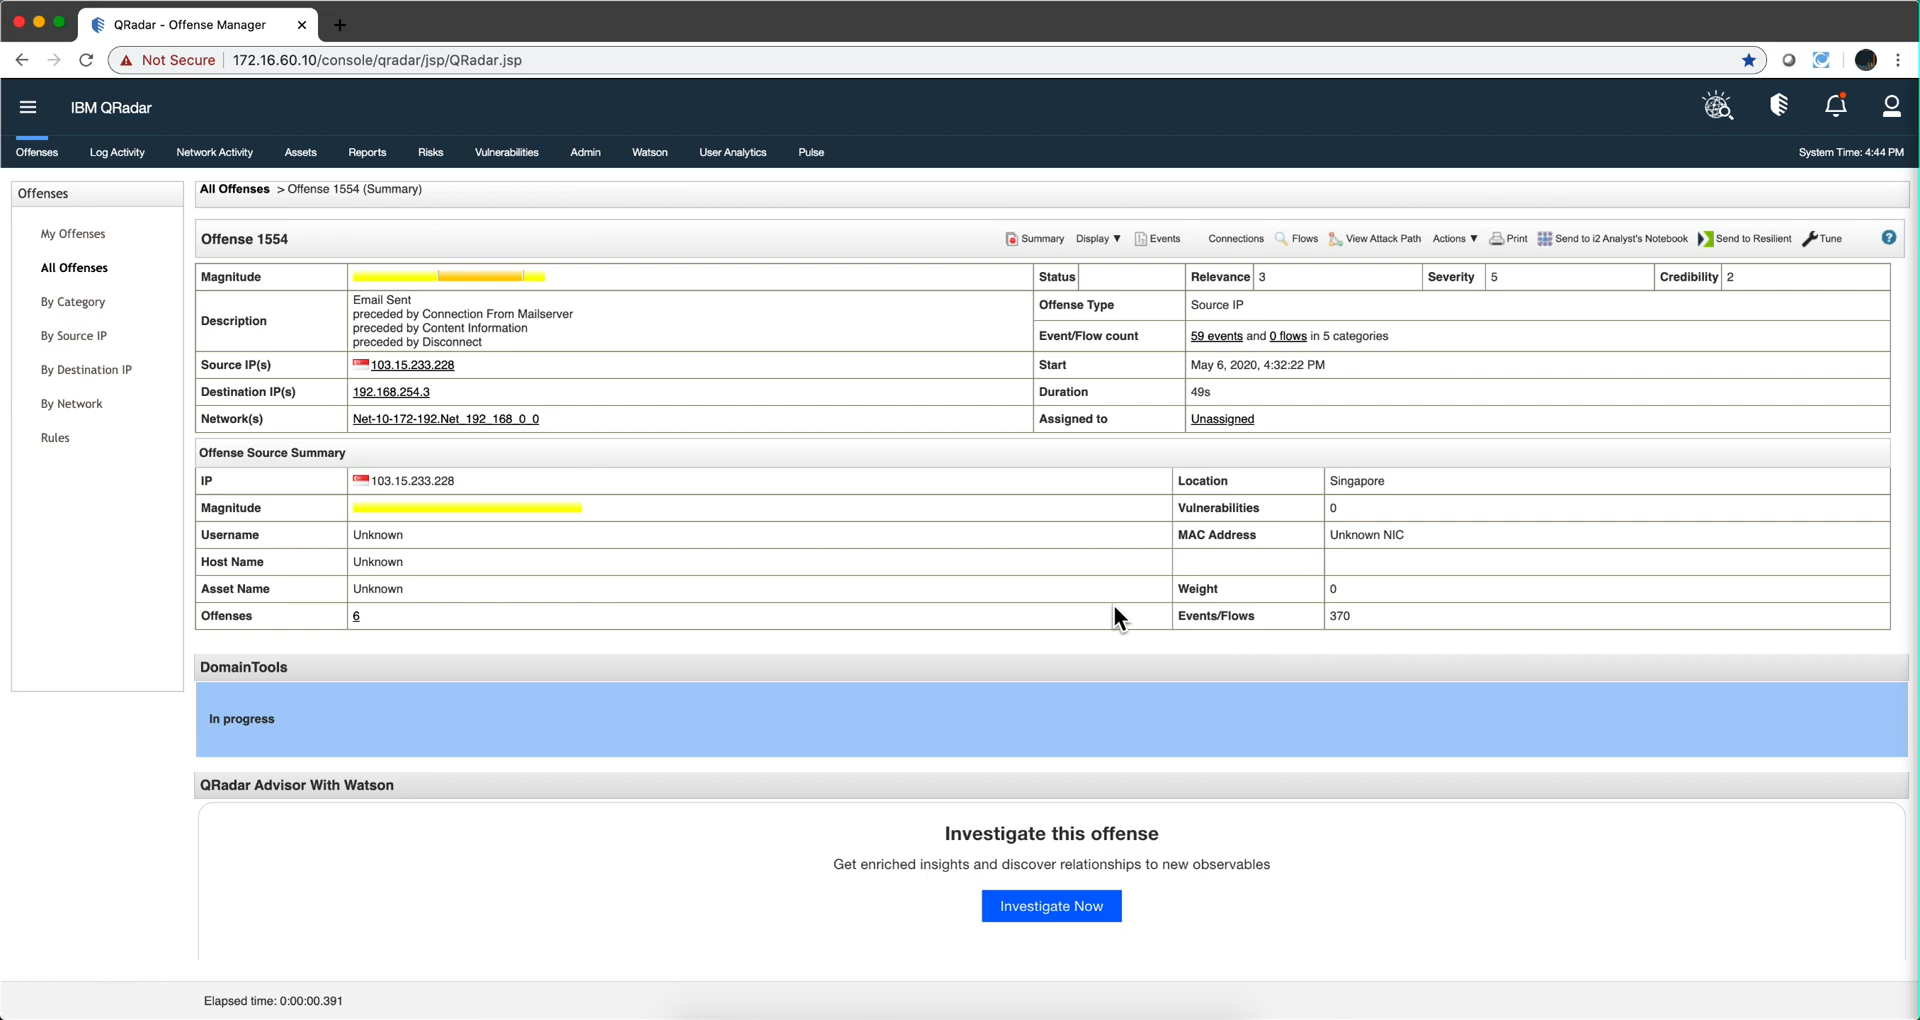 QRadar - Offense Manager
Not Secure 172.16.60.10/console/qradar/jsp/QRadar.jsp
IBM QRadar
Offenses Log Activity Network Activity Assets Reports Risks Vulnerabilities Admin Watson User Analytics Pulse System Time: 4:44 PM
Offenses
My Offenses
All Offenses
By Category
By Source IP
By Destination IP
By Network
Rules
All Offenses > Offense 1554 (Summary)
Offense 1554 Summary Display ▼ Events Connections Flows View Attack Path Actions ▼ Print Send to i2 Analyst's Notebook Send to Resilient Tune ?
Magnitude Status Relevance 3 Severity 5 Credibility 2
Description
Email Sent
preceded by Connection From Mailserver
preceded by Content Information
preceded by Disconnect
Offense Type Source IP
Event/Flow count 59 events and 0 flows in 5 categories
Source IP(s) 103.15.233.228 Start May 6, 2020, 4:32:22 PM
Destination IP(s) 192.168.254.3 Duration 49s
Network(s) Net-10-172-192.Net_192_168_0_0 Assigned to Unassigned
Offense Source Summary
IP 103.15.233.228 Location Singapore
Magnitude Vulnerabilities 0
Username Unknown MAC Address Unknown NIC
Host Name Unknown
Asset Name Unknown Weight 0
Offenses 6 Events/Flows 370
DomainTools
In progress
QRadar Advisor With Watson
Investigate this offense
Get enriched insights and discover relationships to new observables
Investigate Now
Elapsed time: 0:00:00.391